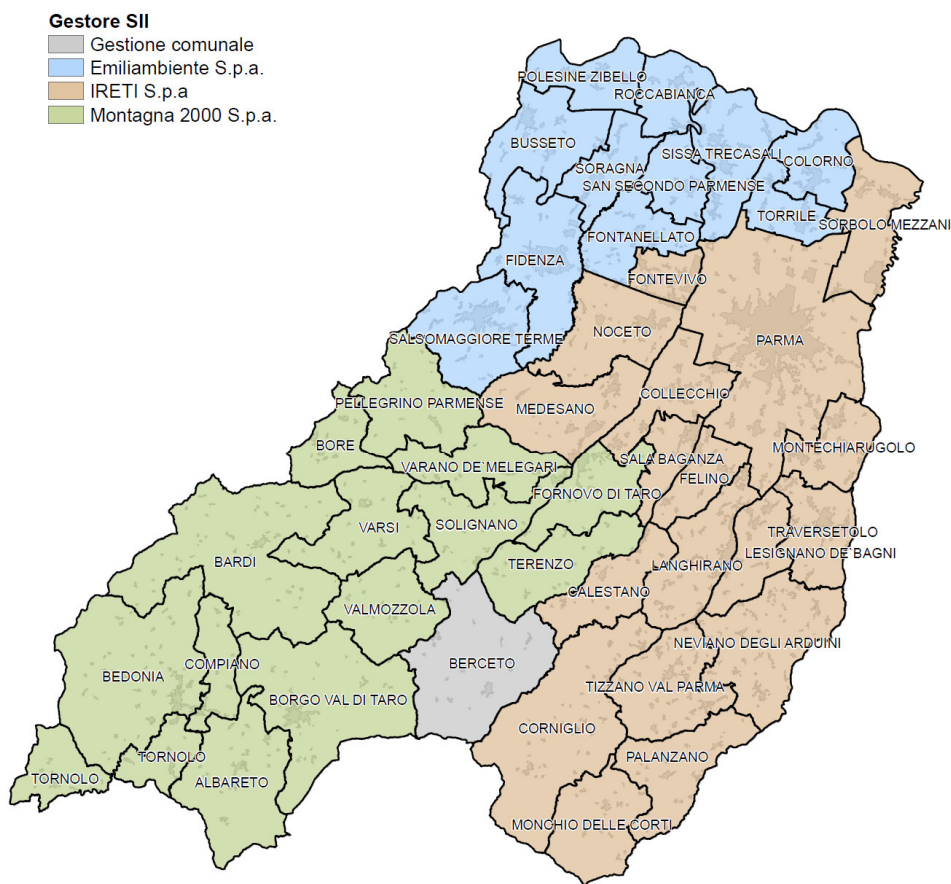 Gestore SII
Gestione comunale
Emiliambiente S.p.a.
IRETI S.p.a
Montagna 2000 S.p.a.
POLESINE ZIBELLO
ROCCABIANCA
BUSSETO
SISSA TRECASALI
COLORNO
SORAGNA
SAN SECONDO PARMENSE
TORRILE
SORBOLO MEZZANI
FONTANELLATO
FIDENZA
FONTEVIVO
NOCETO
SALSOMAGGIORE TERME
PARMA
COLLECCHIO
PELLEGRINO PARMENSE
MEDESANO
BORE
MONTECHIARUGOLO
SALA BAGANZA
VARANO DE' MELEGARI
FELINO
FORNOVO DI TARO
VARSI
SOLIGNANO
TRAVERSETOLO
LESIGNANO DE'BAGNI
BARDI
TERENZO
LANGHIRANO
CALESTANO
VALMOZZOLA
NEVIANO DEGLI ARDUINI
COMPIANO
BERCETO
BEDONIA
TIZZANO VAL PARMA
BORGO VAL DI TARO
CORNIGLIO
TORNOLO
PALANZANO
TORNOLO
ALBARETO
MONCHIO DELLE CORTI